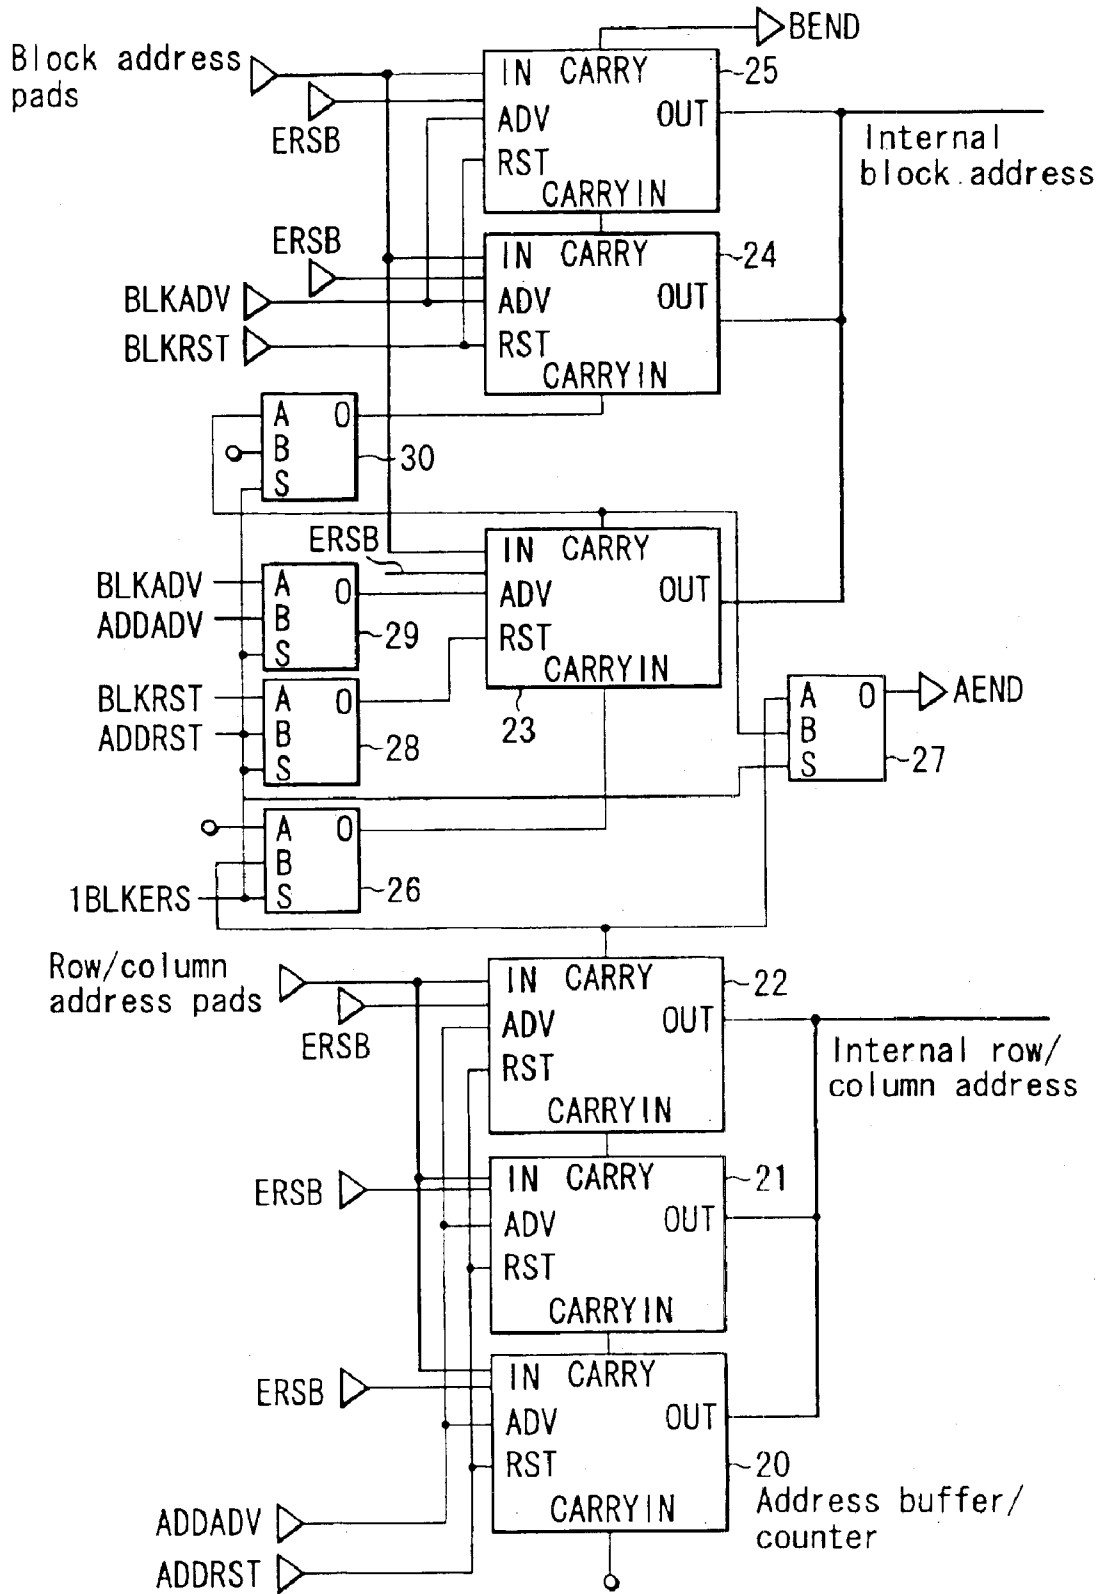 BEND
Block address
pads
IN CARRY
25
ERSB
ADV
OUT
RST
CARRYIN
Internal
block address
ERSB
IN CARRY
24
BLKADV
ADV
OUT
BLKRST
RST
CARRYIN
A O
B
S
30
ERSB
IN CARRY
BLKADV
A O
ADV
OUT
ADDADV
B
S
29
RST
CARRYIN
23
BLKRST
A O
ADDRST
B
S
28
A O
AEND
B
S
27
A O
B
1BLKERS
S
26
Row/column
address pads
IN CARRY
22
ERSB
ADV
OUT
RST
CARRYIN
Internal row/
column address
ERSB
IN CARRY
21
ADV
OUT
RST
CARRYIN
ERSB
IN CARRY
ADV
OUT
RST
20
CARRYIN
Address buffer/
counter
ADDADV
ADDRST